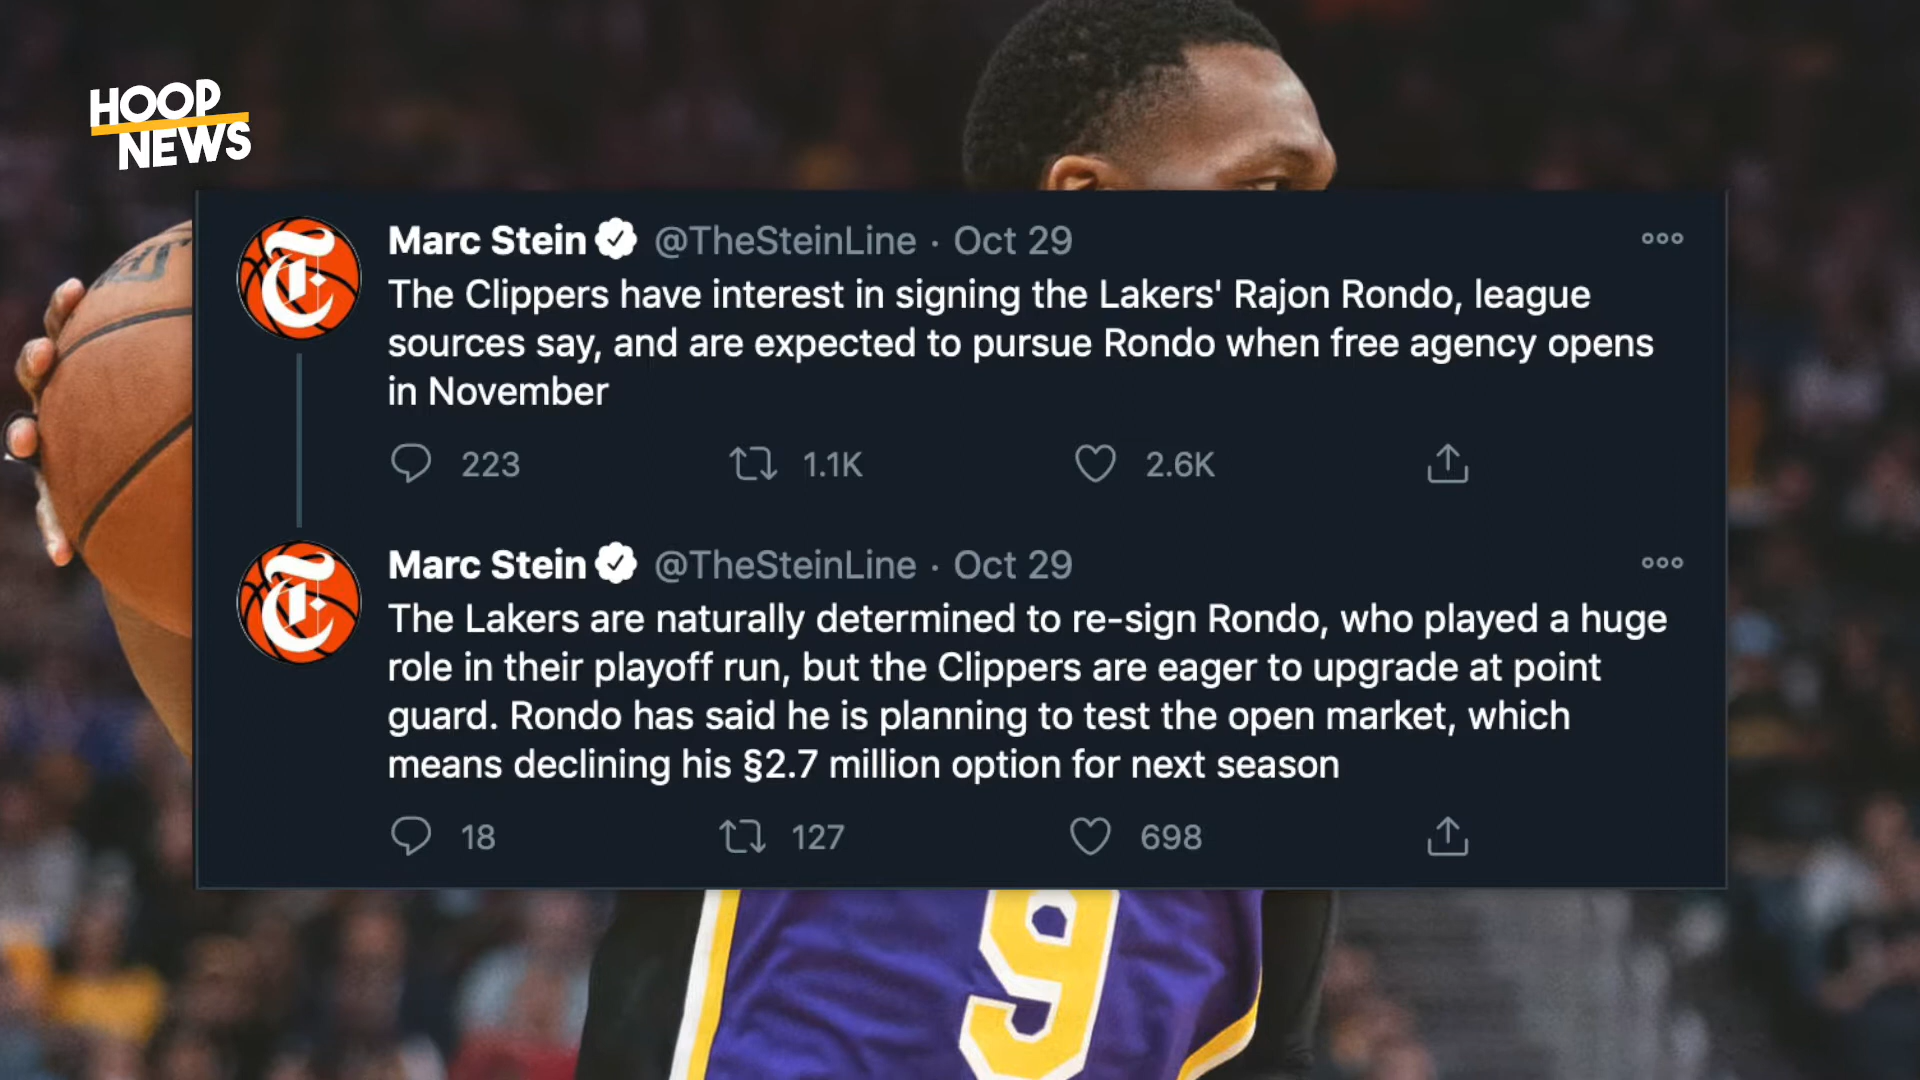 HOOP
NEWS
Marc Stein @TheSteinLine · Oct 29
The Clippers have interest in signing the Lakers' Rajon Rondo, league
sources say, and are expected to pursue Rondo when free agency opens
in November
223 1.1K 2.6K
Marc Stein @TheSteinLine · Oct 29
The Lakers are naturally determined to re-sign Rondo, who played a huge
role in their playoff run, but the Clippers are eager to upgrade at point
guard. Rondo has said he is planning to test the open market, which
means declining his §2.7 million option for next season
18 127 698
9